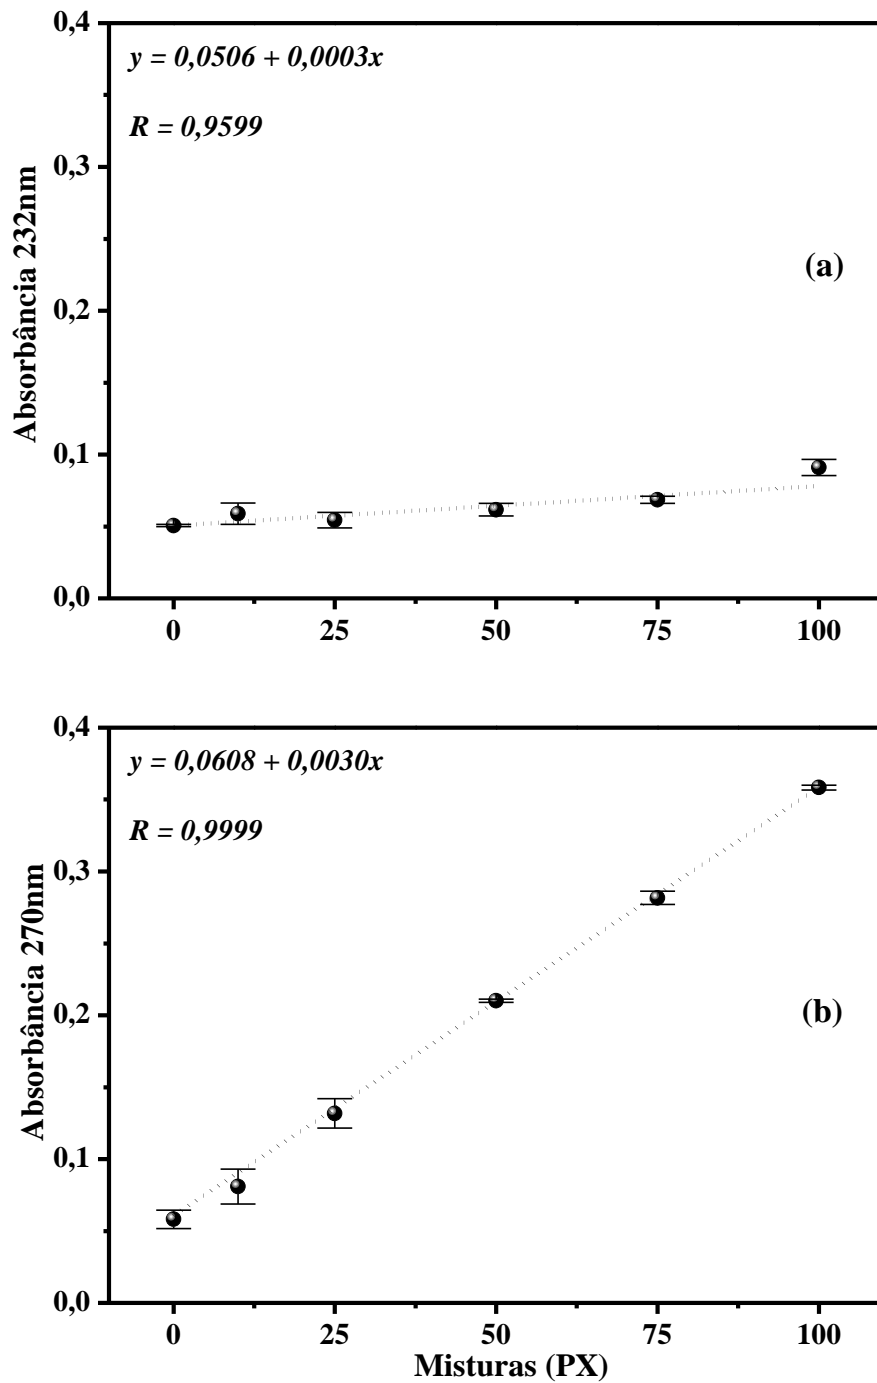 0,4
y = 0,0506 + 0,0003x
R = 0,9599
0,3
Absorbância 232nm
(a)
0,2
0,1
0,0
0 25 50 75 100
0,4
y = 0,0608 + 0,0030x
R = 0,9999
0,3
Absorbância 270nm
0,2
(b)
0,1
0,0
0 25 50 75 100
Misturas (PX)